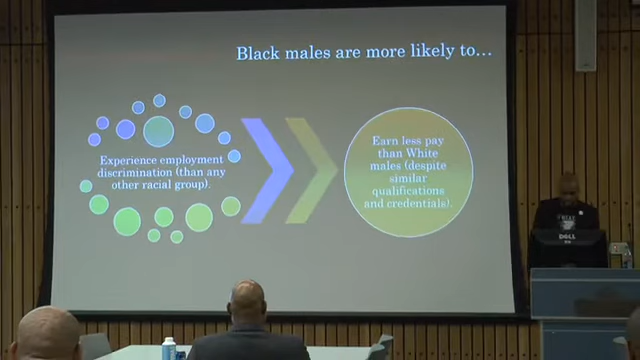 Black males are more likely to...
Experience employment
discrimination (than any
other racial group).
Earn less pay
than White
males (despite
similar
qualifications
and credentials).
DELL